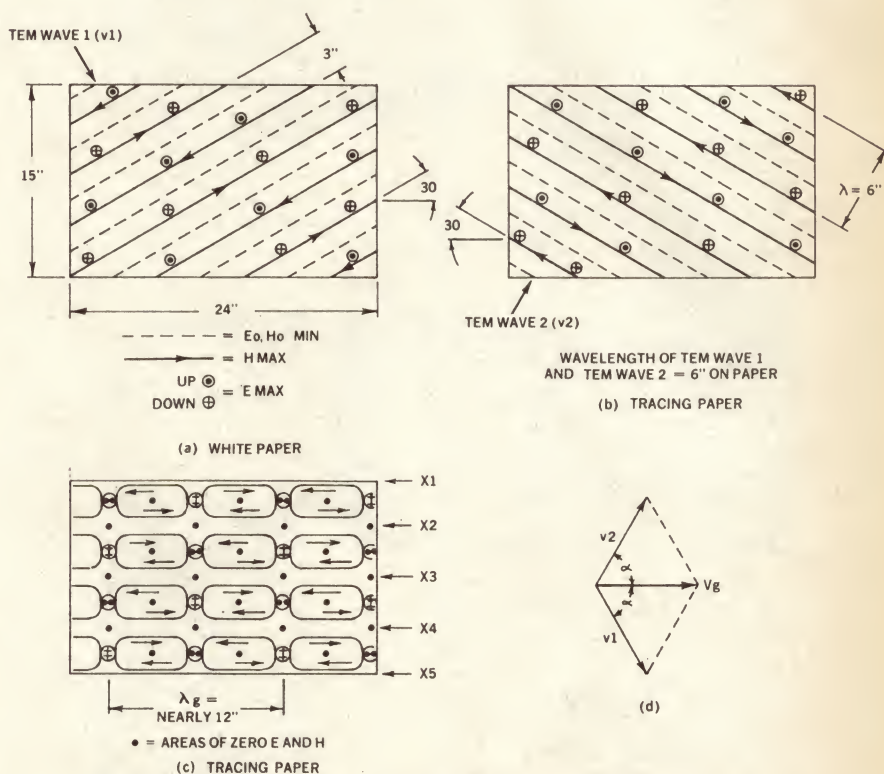 TEM WAVE 1 (v1)
3"
15"
30
24"
– – – – – = Eo, Ho MIN
= H MAX
UP ⊙
DOWN ⊕ = E MAX
(a) WHITE PAPER
λ = 6"
30
TEM WAVE 2 (v2)
WAVELENGTH OF TEM WAVE 1
AND TEM WAVE 2 = 6" ON PAPER
(b) TRACING PAPER
X1
X2
X3
X4
X5
λg =
NEARLY 12"
• = AREAS OF ZERO E AND H
(c) TRACING PAPER
v2
α
Vg
α
v1
(d)